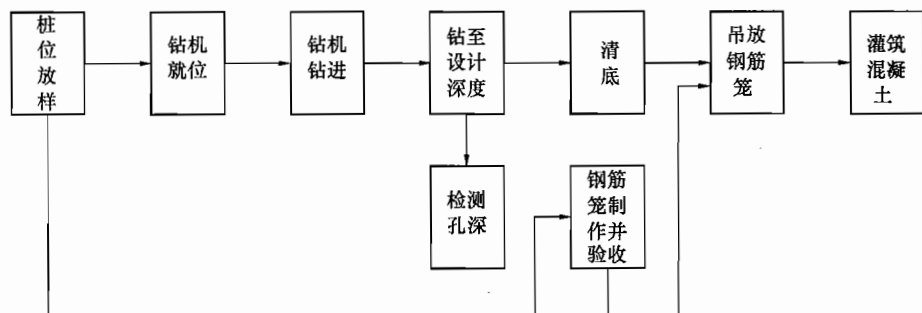 桩
位
放
样
钻机
就位
钻机
钻进
钻至
设计
深度
清
底
吊放
钢筋
笼
灌筑
混凝
土
检测
孔深
钢筋
笼制
作并
验收